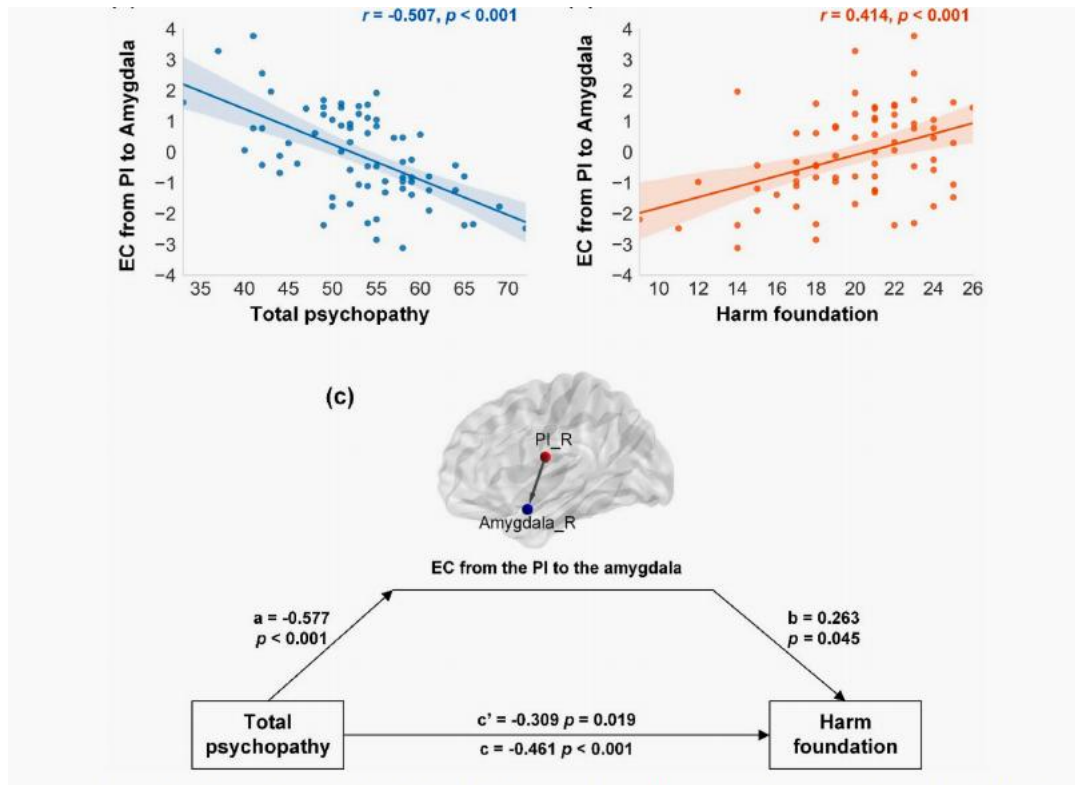 r = -0.507, p < 0.001
4
3
2
1
0
−1
−2
−3
−4
EC from PI to Amygdala
35 40 45 50 55 60 65 70
Total psychopathy
r = 0.414, p < 0.001
4
3
2
1
0
−1
−2
−3
−4
EC from PI to Amygdala
10 12 14 16 18 20 22 24 26
Harm foundation
(c)
PI_R
Amygdala_R
EC from the PI to the amygdala
a = -0.577
p < 0.001
b = 0.263
p = 0.045
Total
psychopathy
c’ = -0.309 p = 0.019
c = -0.461 p < 0.001
Harm
foundation